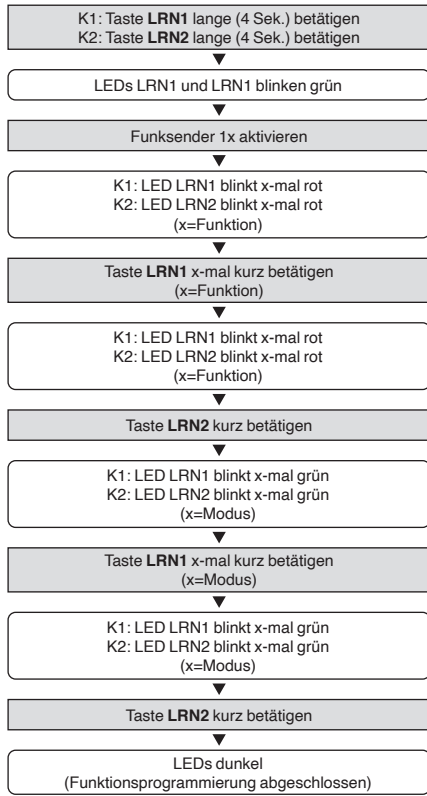 K1: Taste LRN1 lange (4 Sek.) betätigen
K2: Taste LRN2 lange (4 Sek.) betätigen
LEDs LRN1 und LRN1 blinken grün
Funksender 1x aktivieren
K1: LED LRN1 blinkt x-mal rot
K2: LED LRN2 blinkt x-mal rot
(x=Funktion)
Taste LRN1 x-mal kurz betätigen
(x=Funktion)
K1: LED LRN1 blinkt x-mal rot
K2: LED LRN2 blinkt x-mal rot
(x=Funktion)
Taste LRN2 kurz betätigen
K1: LED LRN1 blinkt x-mal grün
K2: LED LRN2 blinkt x-mal grün
(x=Modus)
Taste LRN1 x-mal kurz betätigen
(x=Modus)
K1: LED LRN1 blinkt x-mal grün
K2: LED LRN2 blinkt x-mal grün
(x=Modus)
Taste LRN2 kurz betätigen
LEDs dunkel
(Funktionsprogrammierung abgeschlossen)